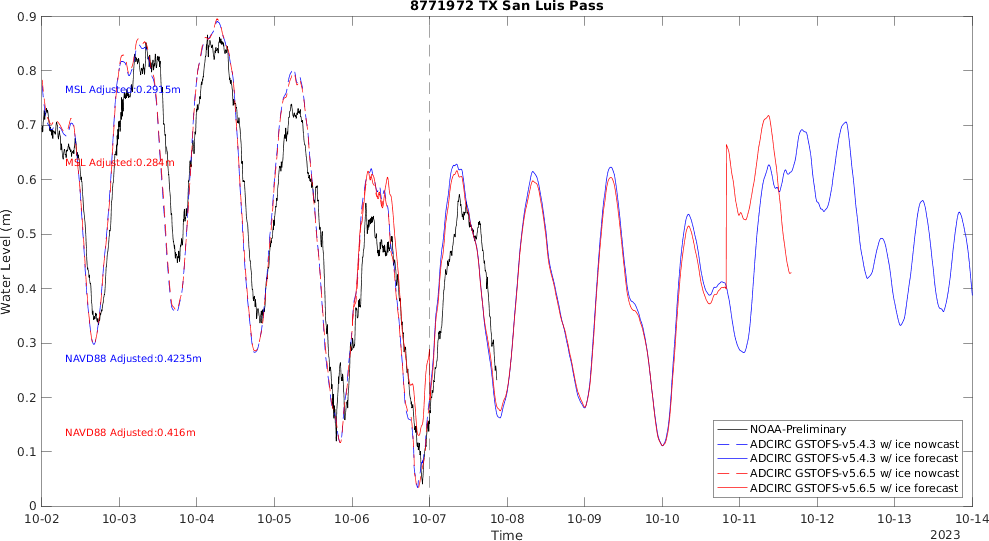 8771972 TX San Luis Pass
0.9
0.8
0.7
0.6
0.5
0.4
0.3
0.2
0.1
0
Water Level (m)
MSL Adjusted:0.2915m
MSL Adjusted:0.284m
NAVD88 Adjusted:0.4235m
NAVD88 Adjusted:0.416m
NOAA-Preliminary
ADCIRC GSTOFS-v5.4.3 w/ ice nowcast
ADCIRC GSTOFS-v5.4.3 w/ ice forecast
ADCIRC GSTOFS-v5.6.5 w/ ice nowcast
ADCIRC GSTOFS-v5.6.5 w/ ice forecast
10-02 10-03 10-04 10-05 10-06 10-07 10-08 10-09 10-10 10-11 10-12 10-13 10-14
Time
2023